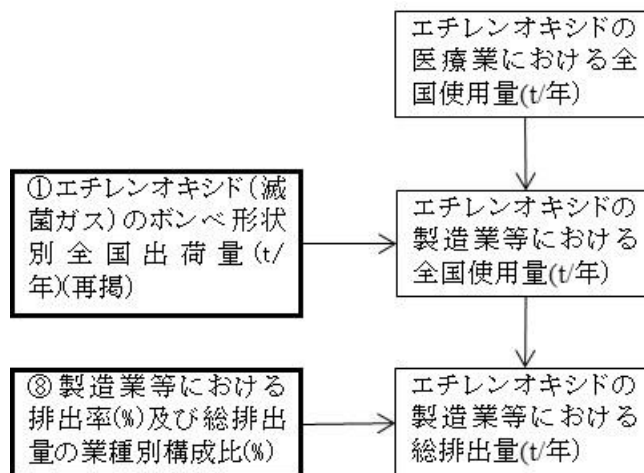 エチレンオキシドの
医療業における全
国使用量(t/年)
①エチレンオキシド(滅
菌ガス)のボンベ形状
別全国出荷量(t/
年)(再掲)
エチレンオキシドの
製造業等における
全国使用量(t/年)
⑧製造業等における
排出率(%)及び総排出
量の業種別構成比(%)
エチレンオキシドの
製造業等における
総排出量(t/年)